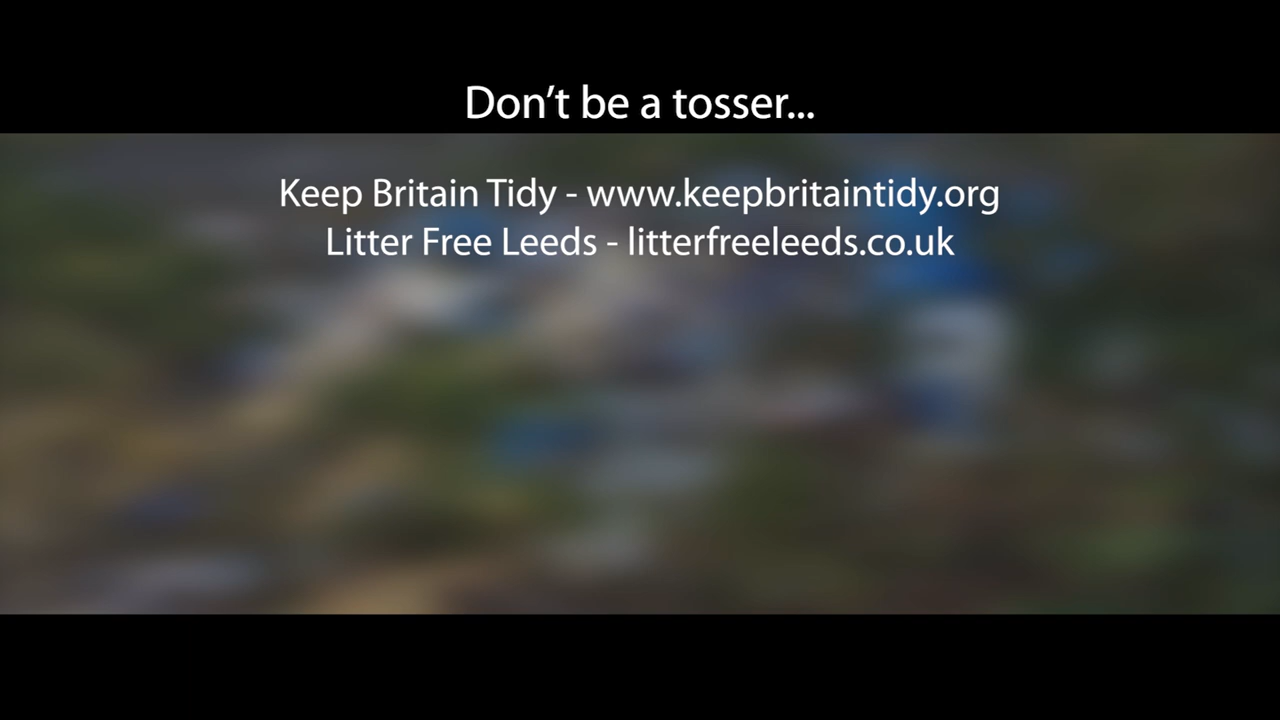 Don’t be a tosser...
Keep Britain Tidy - www.keepbritaintidy.org
Litter Free Leeds - litterfreeleeds.co.uk